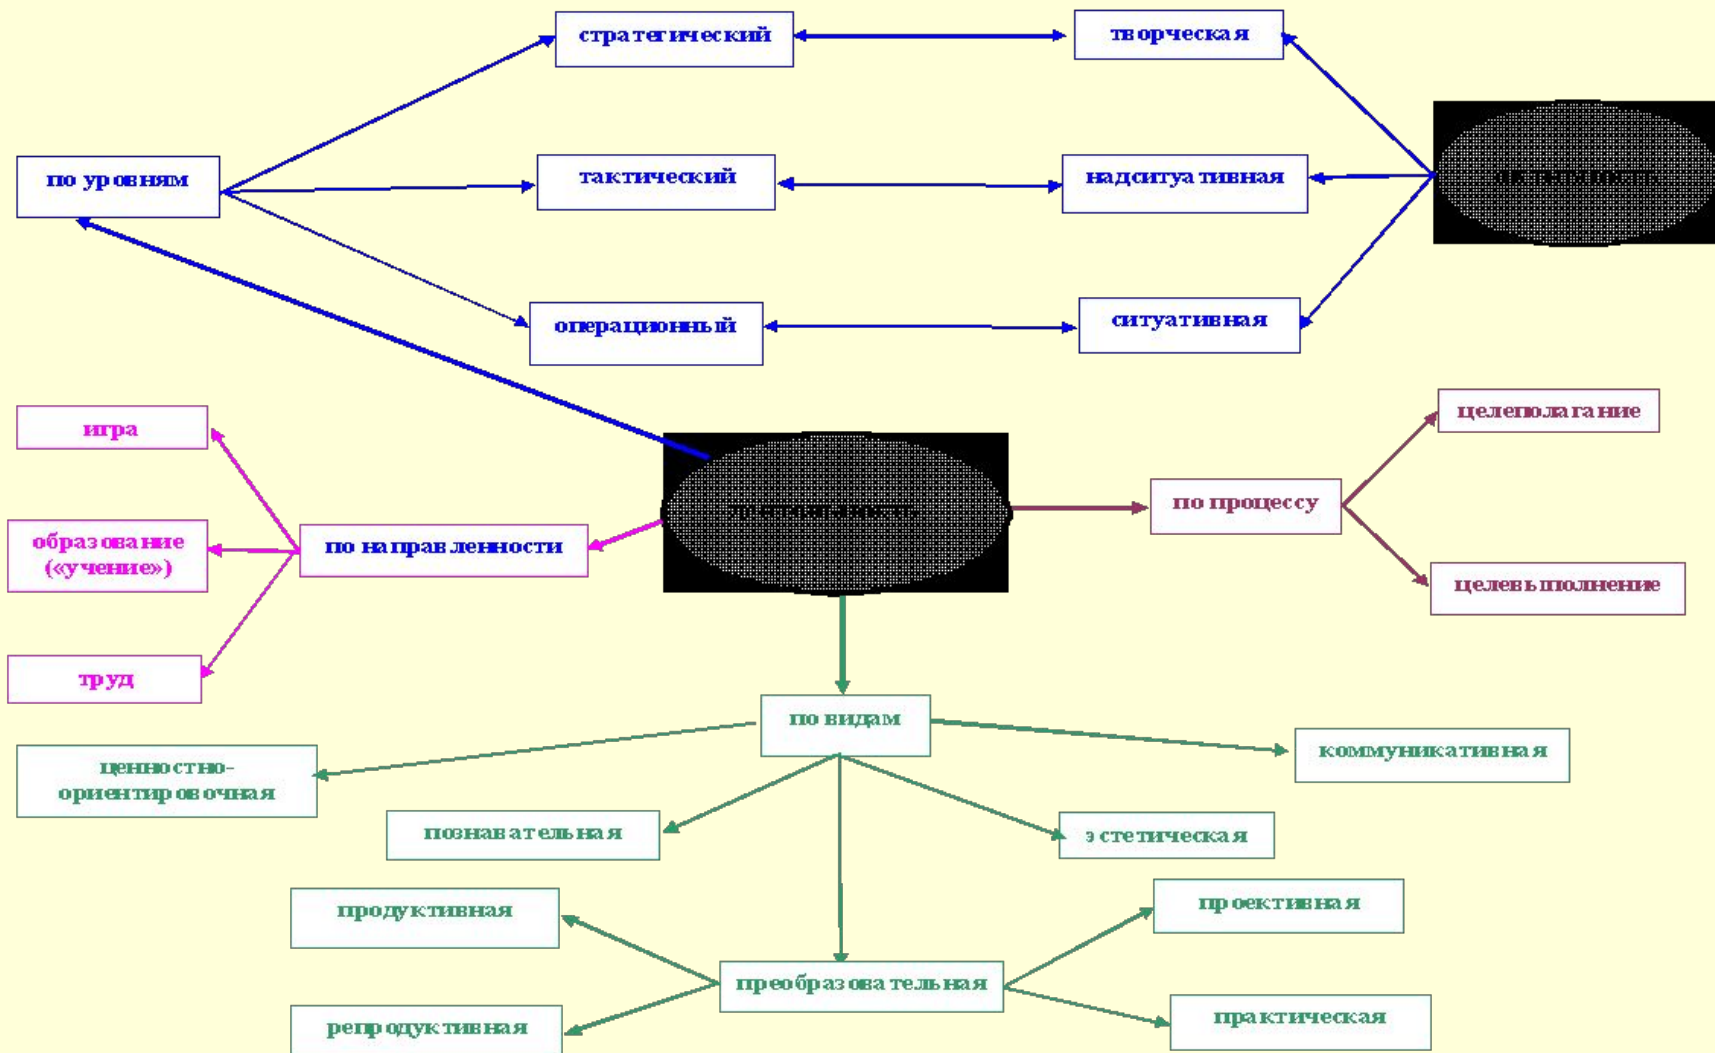 стратегический
творческая
по уровням
тактический
надситуативная
операционный
ситуативная
игра
целеполагание
по процессу
образование
(«учение»)
по направленности
целевыполнение
труд
по видам
коммуникативная
ценностно-
ориентировочная
познавательная
эстетическая
продуктивная
проективная
преобразовательная
репродуктивная
практическая